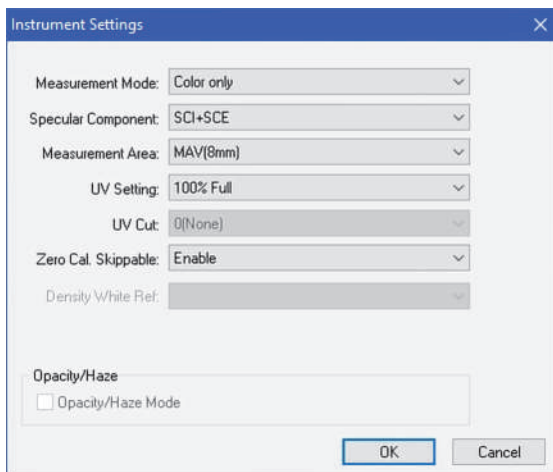 Instrument Settings
Measurement Mode: Color only
Specular Component: SCI+SCE
Measurement Area: MAV(8mm)
UV Setting: 100% Full
UV Cut: 0(None)
Zero Cal. Skippable: Enable
Density White Ref:
Opacity/Haze
Opacity/Haze Mode
OK Cancel